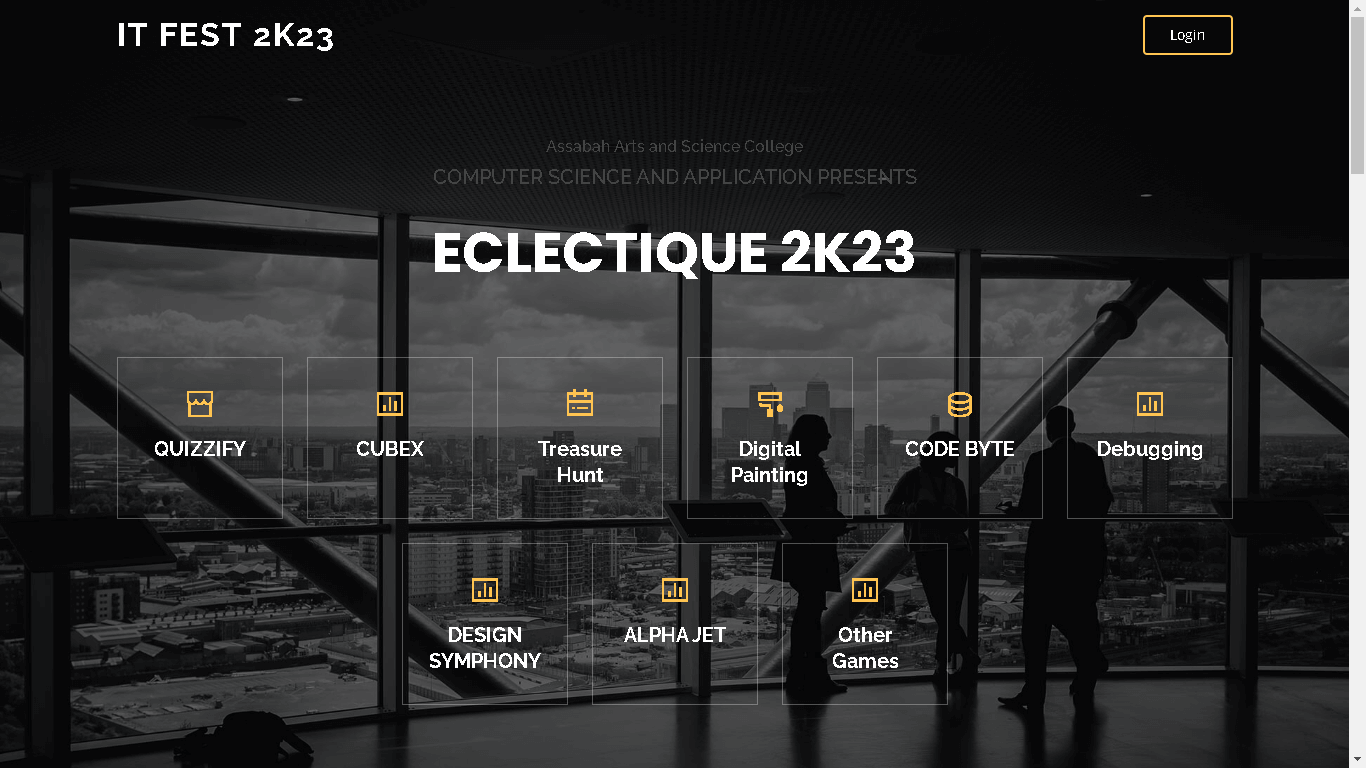 IT FEST 2K23
Login
Assabah Arts and Science College
COMPUTER SCIENCE AND APPLICATION PRESENTS
ECLECTIQUE 2K23
QUIZZIFY
CUBEX
Treasure
Hunt
Digital
Painting
CODE BYTE
Debugging
DESIGN
SYMPHONY
ALPHA JET
Other
Games